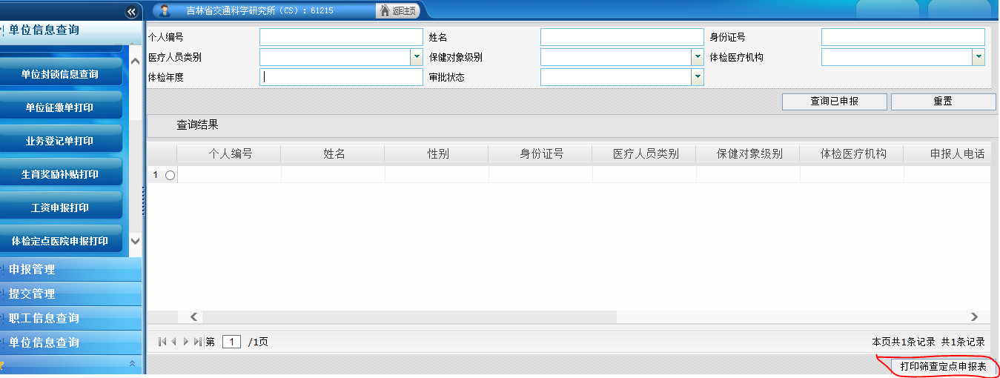 吉林省交通科学研究所（CS）：61215
返回主页
单位信息查询
单位封锁信息查询
单位征缴单打印
业务登记单打印
生育奖励补贴打印
工资申报打印
体检定点医院申报打印
申报管理
提交管理
职工信息查询
单位信息查询
个人编号 姓名 身份证号
医疗人员类别 保健对象级别 体检医疗机构
体检年度 审批状态
查询已申报 重置
查询结果
个人编号 姓名 性别 身份证号 医疗人员类别 保健对象级别 体检医疗机构 申报人电话
1
第 1 /1页 本页共1条记录 共1条记录
打印筛查定点申报表